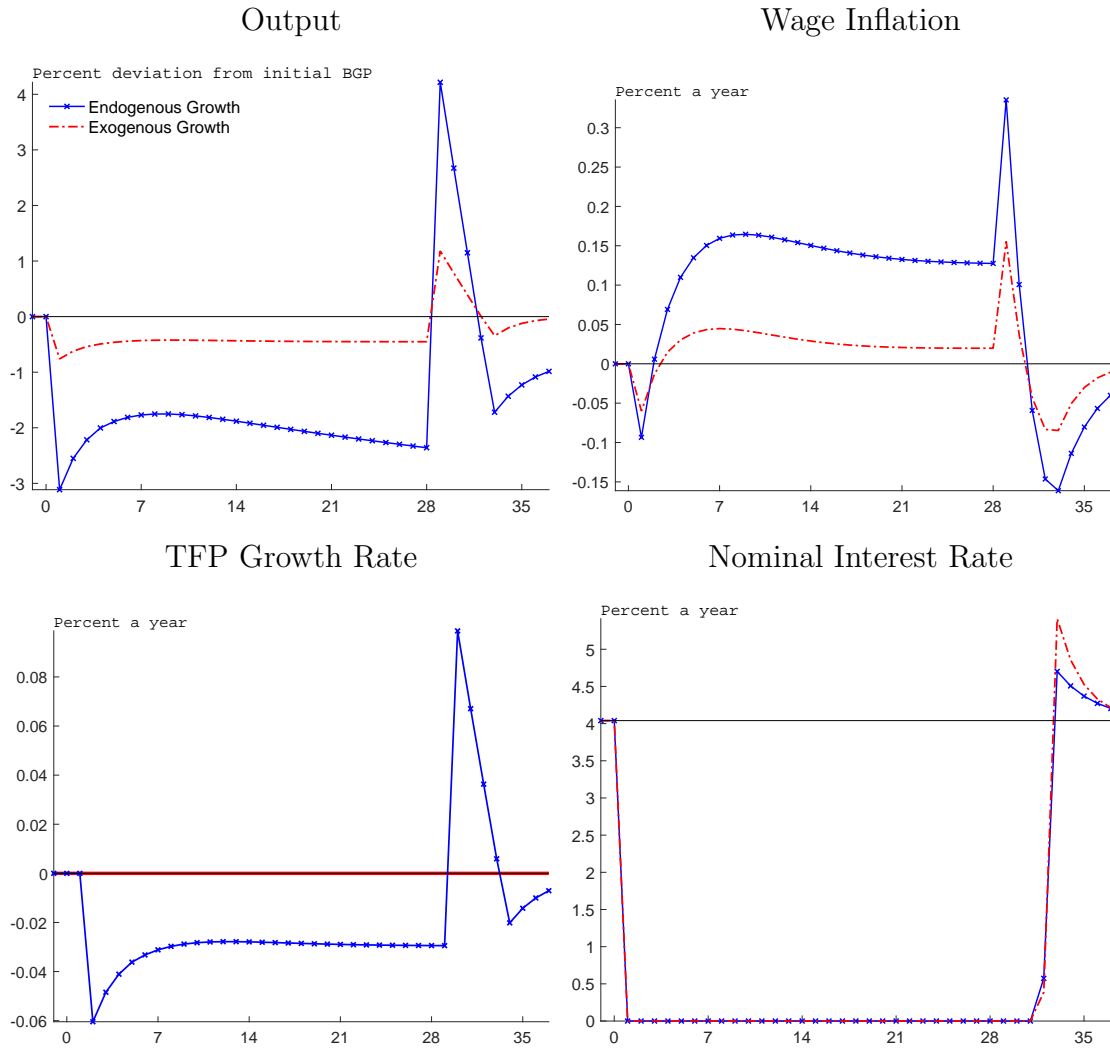 Output
Percent deviation from initial BGP
4
3
2
1
0
-1
-2
-3
Endogenous Growth
Exogenous Growth
0 7 14 21 28 35
Wage Inflation
Percent a year
0.3
0.25
0.2
0.15
0.1
0.05
0
-0.05
-0.1
-0.15
0 7 14 21 28 35
TFP Growth Rate
Percent a year
0.08
0.06
0.04
0.02
0
-0.02
-0.04
-0.06
0 7 14 21 28 35
Nominal Interest Rate
Percent a year
5
4.5
4
3.5
3
2.5
2
1.5
1
0.5
0
0 7 14 21 28 35